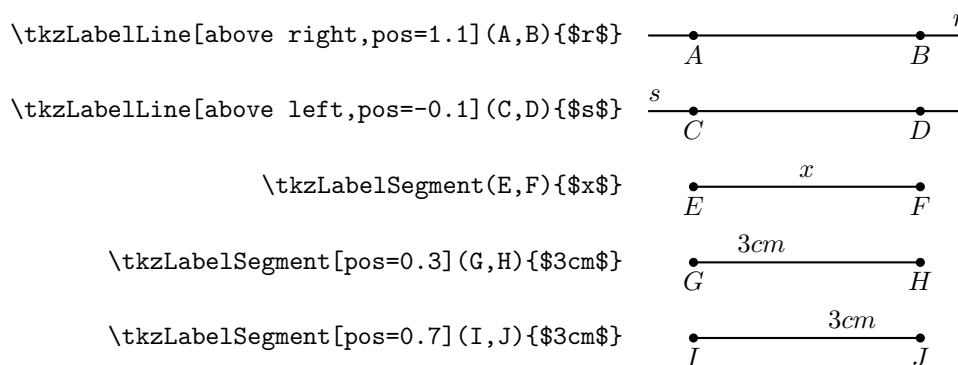 \tkzLabelLine[above right,pos=1.1](A,B){$r$} A B r
\tkzLabelLine[above left,pos=-0.1](C,D){$s$} s C D
\tkzLabelSegment(E,F){$x$} x E F
\tkzLabelSegment[pos=0.3](G,H){$3cm$} 3cm G H
\tkzLabelSegment[pos=0.7](I,J){$3cm$} 3cm I J